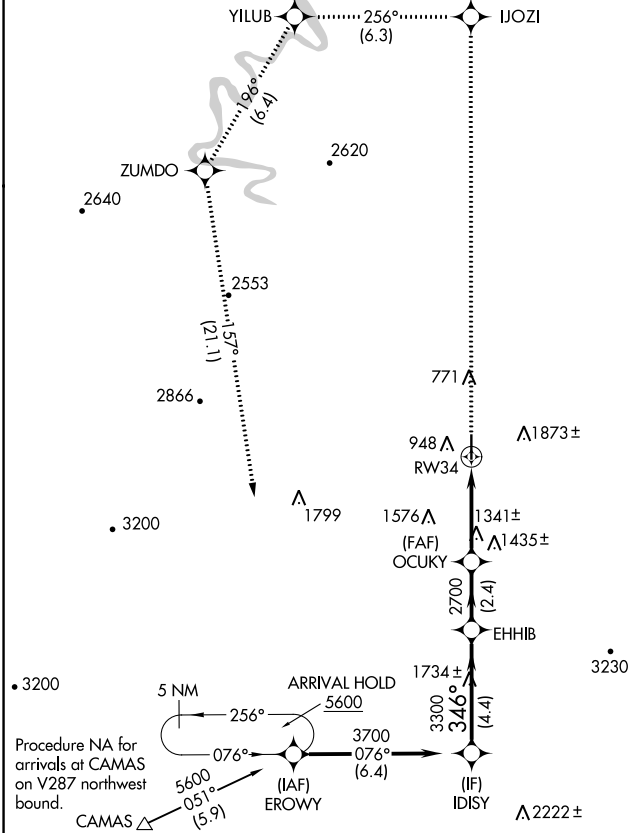 YILUB
256°
(6.3)
IJOZI
196°
(6.4)
ZUMDO
2620
2640
2553
157°
(21.1)
2866
771
948
1873±
RW34
1799
1576
1341±
1435±
3200
(FAF)
OCUKY
2700
(2.4)
EHHIB
3230
1734±
3300
346°
(4.4)
3200
5 NM
ARRIVAL HOLD
5600
256°
076°
3700
076°
(6.4)
Procedure NA for
arrivals at CAMAS
on V287 northwest
bound.
(IAF)
EROWY
(IF)
IDISY
5600
051°
(5.9)
CAMAS
2222±